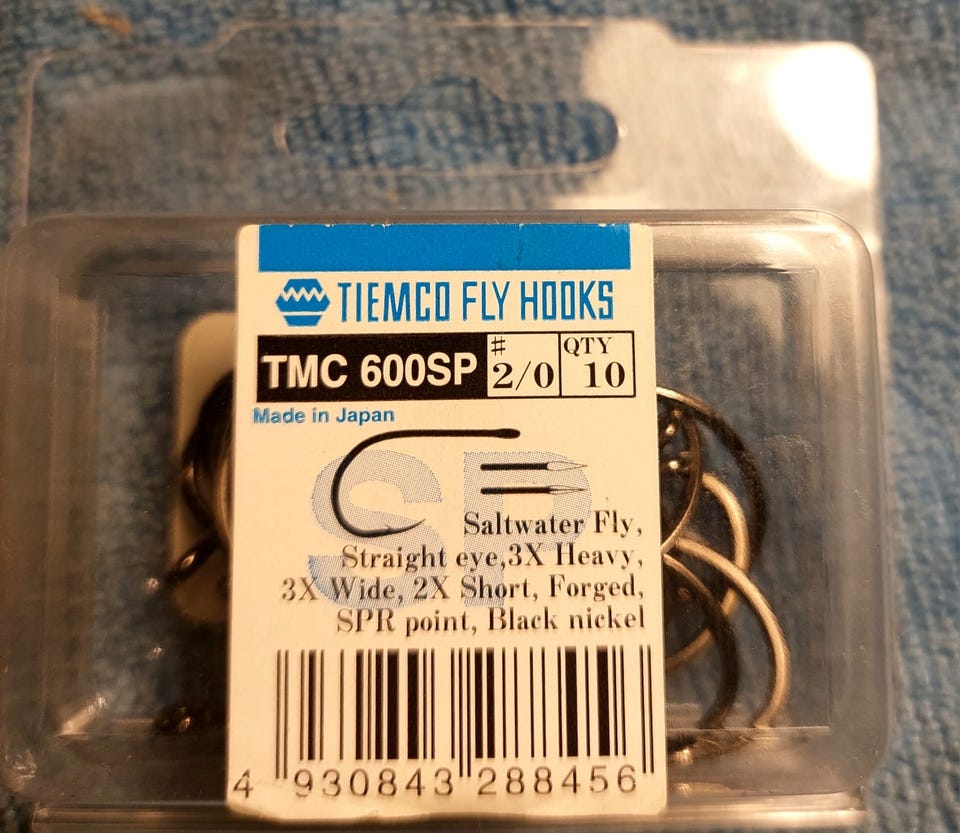 TIEMCO FLY HOOKS
TMC 600SP # 2/0 QTY 10
Made in Japan
SP
Saltwater Fly,
Straight eye,3X Heavy,
3X Wide, 2X Short, Forged,
SPR point, Black nickel
4 930843 288456